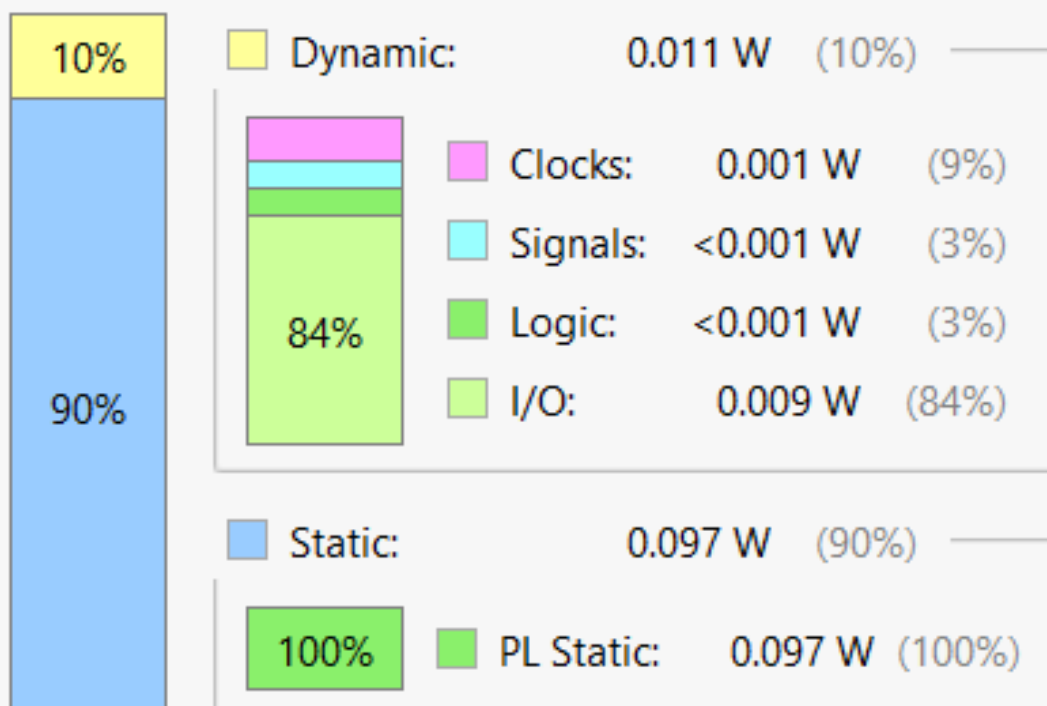 10%
Dynamic: 0.011 W (10%)
Clocks: 0.001 W (9%)
Signals: <0.001 W (3%)
Logic: <0.001 W (3%)
84%
I/O: 0.009 W (84%)
90%
Static: 0.097 W (90%)
100%
PL Static: 0.097 W (100%)